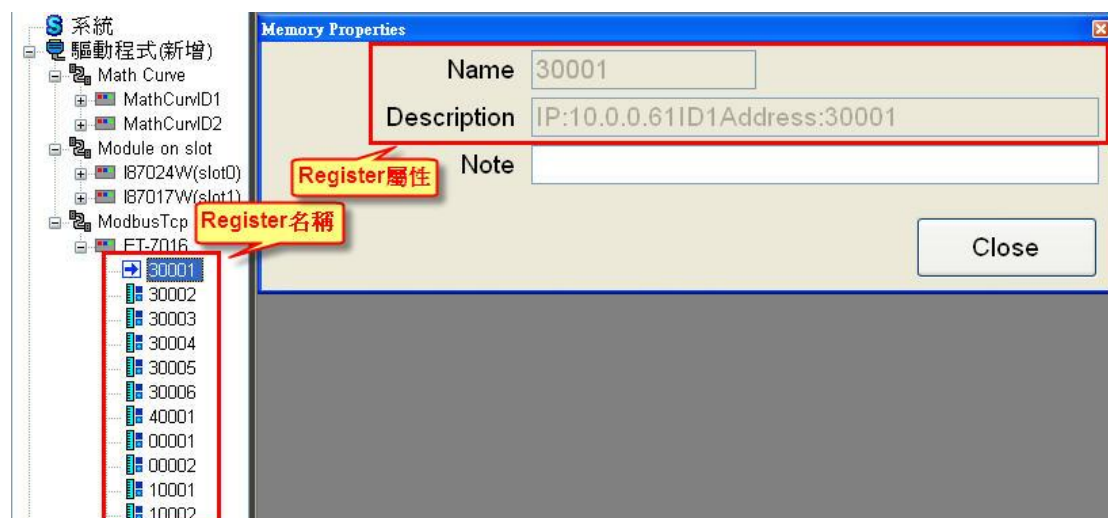 系統
驅動程式(新增)
Math Curve
MathCurvID1
MathCurvID2
Module on slot
I87024W(slot0)
I87017W(slot1)
ModbusTcp
ET-7016
30001
30002
30003
30004
30005
30006
40001
00001
00002
10001
10002
Register名稱
Memory Properties
Name 30001
Description IP:10.0.0.61ID1Address:30001
Register屬性
Note
Close